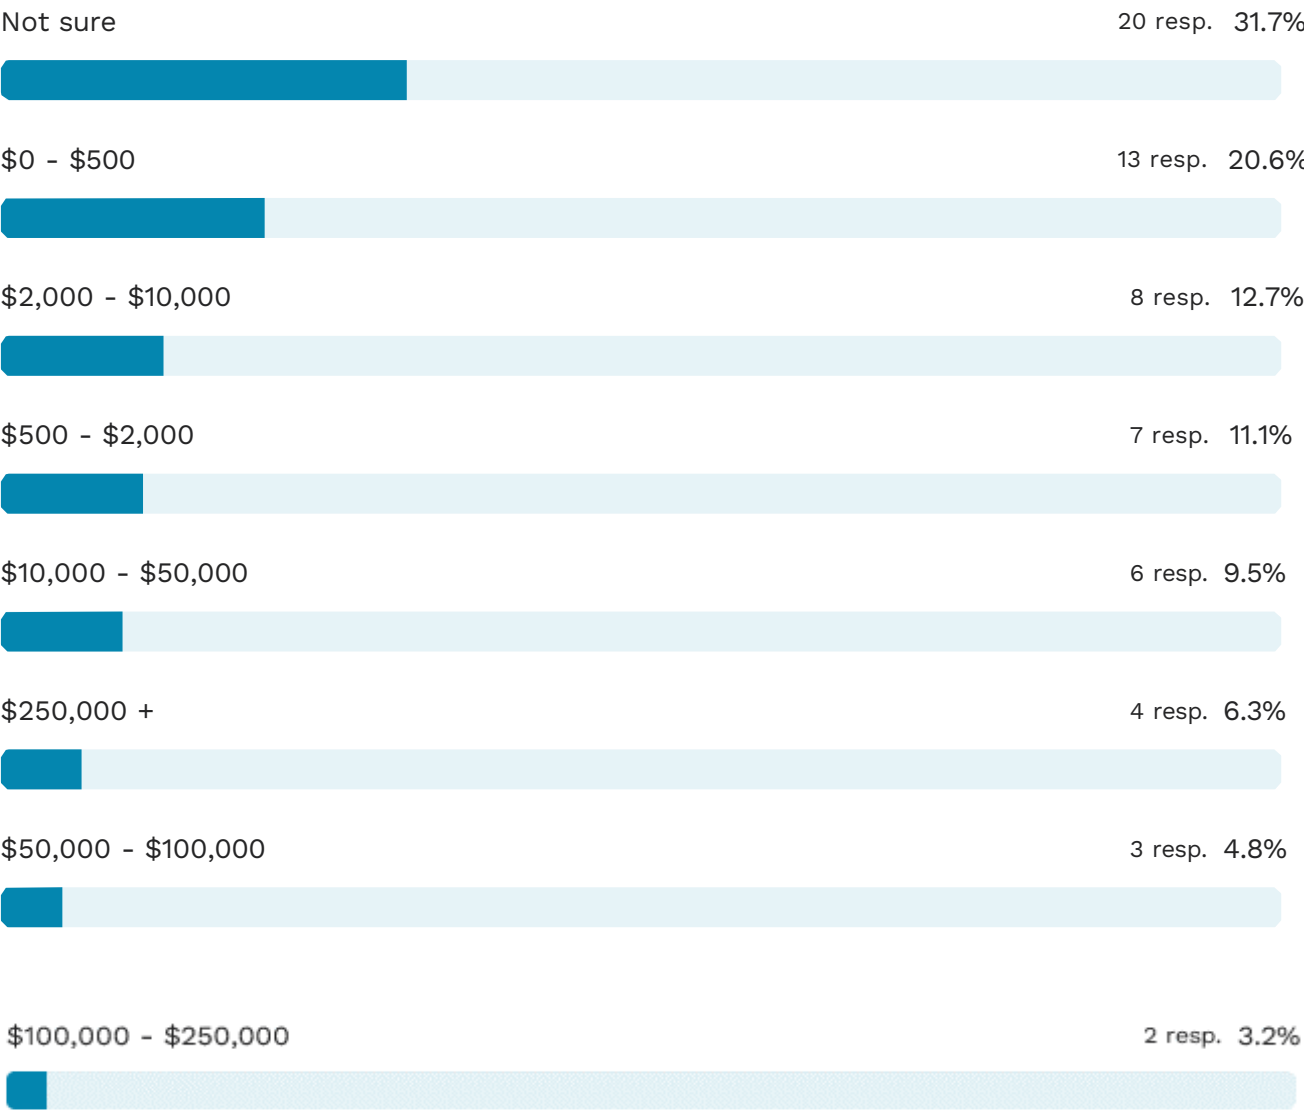 Not sure 20 resp. 31.7%
$0 - $500 13 resp. 20.6%
$2,000 - $10,000 8 resp. 12.7%
$500 - $2,000 7 resp. 11.1%
$10,000 - $50,000 6 resp. 9.5%
$250,000 + 4 resp. 6.3%
$50,000 - $100,000 3 resp. 4.8%
$100,000 - $250,000 2 resp. 3.2%